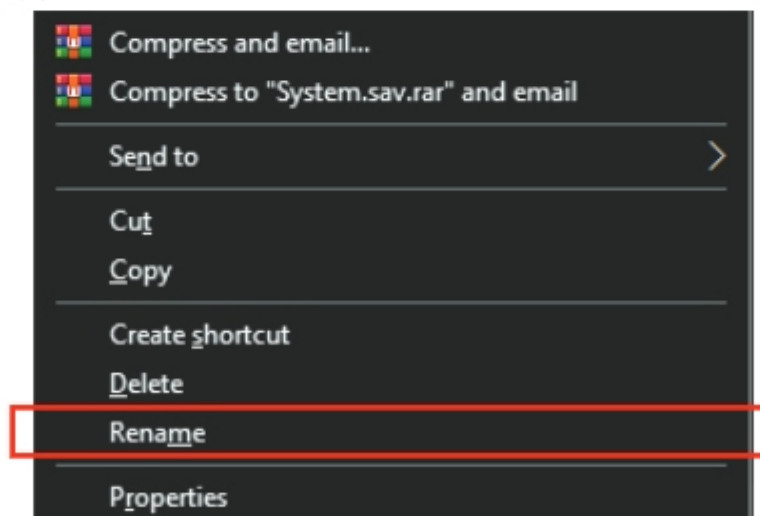 Compress and email...
Compress to "System.sav.rar" and email
Send to
Cut
Copy
Create shortcut
Delete
Rename
Properties